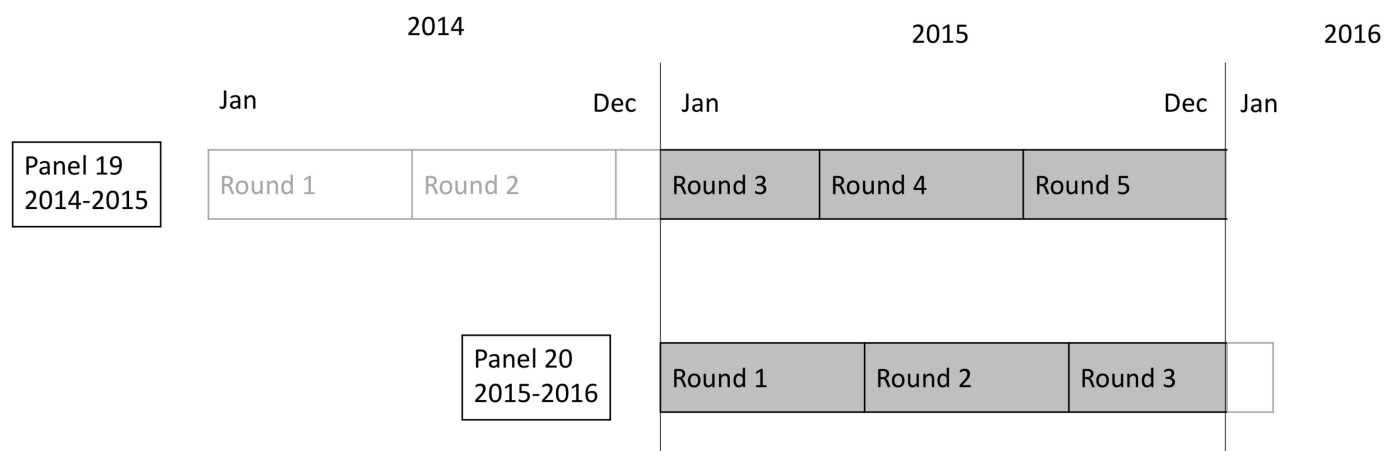 2014
2015
2016
Jan
Dec
Jan
Dec
Jan
Panel 19
2014-2015
Round 1
Round 2
Round 3
Round 4
Round 5
Panel 20
2015-2016
Round 1
Round 2
Round 3